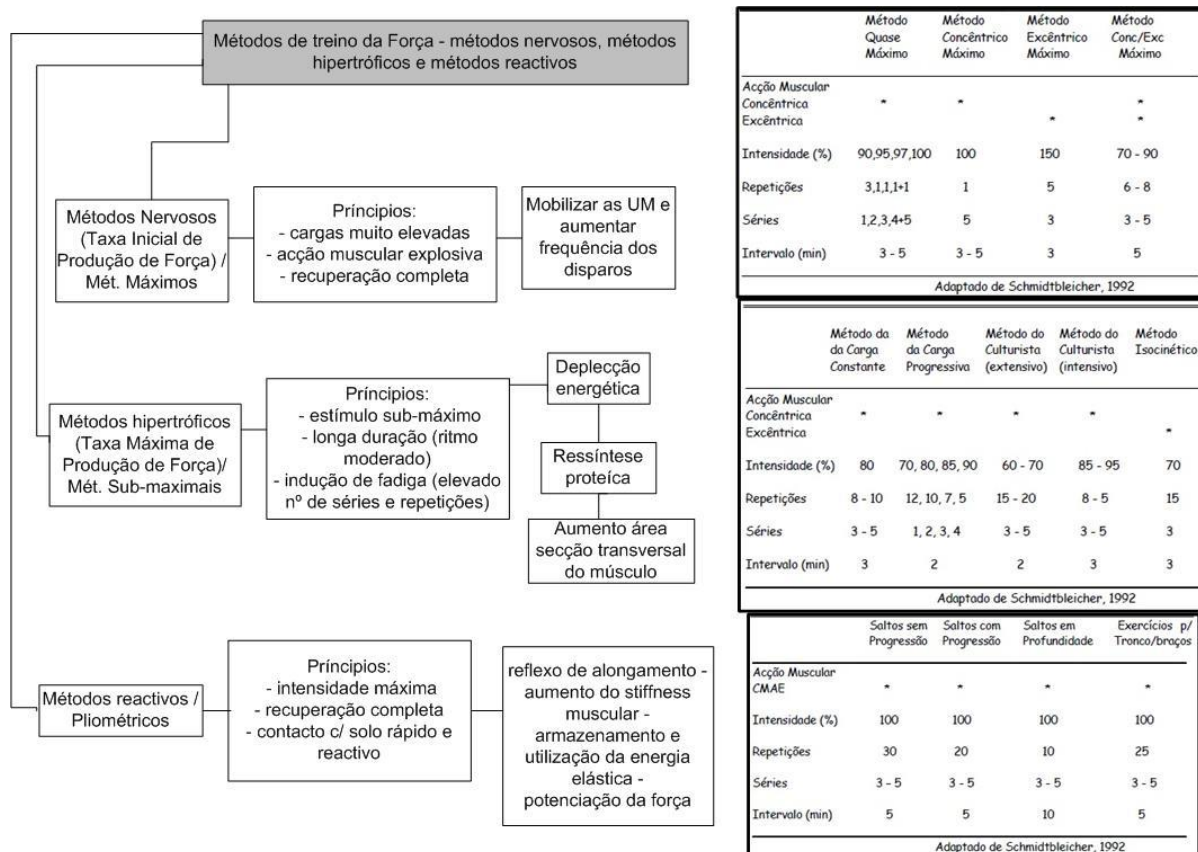 Métodos de treino da Força - métodos nervosos, métodos
hipertróficos e métodos reactivos
Métodos Nervosos
(Taxa Inicial de
Produção de Força) /
Mét. Máximos
Príncipios:
- cargas muito elevadas
- acção muscular explosiva
- recuperação completa
Mobilizar as UM e
aumentar
frequência dos
disparos
Métodos hipertróficos
(Taxa Máxima de
Produção de Força)/
Mét. Sub-maximais
Príncipios:
- estímulo sub-máximo
- longa duração (ritmo
moderado)
- indução de fadiga (elevado
nº de séries e repetições)
Deplecção
energética
Ressíntese
proteíca
Aumento área
secção transversal
do músculo
Métodos reactivos /
Pliométricos
Príncipios:
- intensidade máxima
- recuperação completa
- contacto c/ solo rápido e
reactivo
reflexo de alongamento -
aumento do stiffness
muscular -
armazenamento e
utilização da energia
elástica -
potenciação da força
Método Método Método Método
Quase Concêntrico Excêntrico Conc/Exc
Máximo Máximo Máximo Máximo
Acção Muscular
Concêntrica * * *
Excêntrica * *
Intensidade (%) 90,95,97,100 100 150 70 - 90
Repetições 3,1,1,1+1 1 5 6 - 8
Séries 1,2,3,4+5 5 3 3 - 5
Intervalo (min) 3 - 5 3 - 5 3 5
Adaptado de Schmidtbleicher, 1992
Método da Método Método do Método do Método
da Carga da Carga Culturista Culturista Isocinético
Constante Progressiva (extensivo) (intensivo)
Acção Muscular
Concêntrica * * * *
Excêntrica *
Intensidade (%) 80 70, 80, 85, 90 60 - 70 85 - 95 70
Repetições 8 - 10 12, 10, 7, 5 15 - 20 8 - 5 15
Séries 3 - 5 1, 2, 3, 4 3 - 5 3 - 5 3
Intervalo (min) 3 2 2 3 3
Adaptado de Schmidtbleicher, 1992
Saltos sem Saltos com Saltos em Exercícios p/
Progressão Progressão Profundidade Tronco/braços
Acção Muscular
CMAE * * * *
Intensidade (%) 100 100 100 100
Repetições 30 20 10 25
Séries 3 - 5 3 - 5 3 - 5 3 - 5
Intervalo (min) 5 5 10 5
Adaptado de Schmidtbleicher, 1992